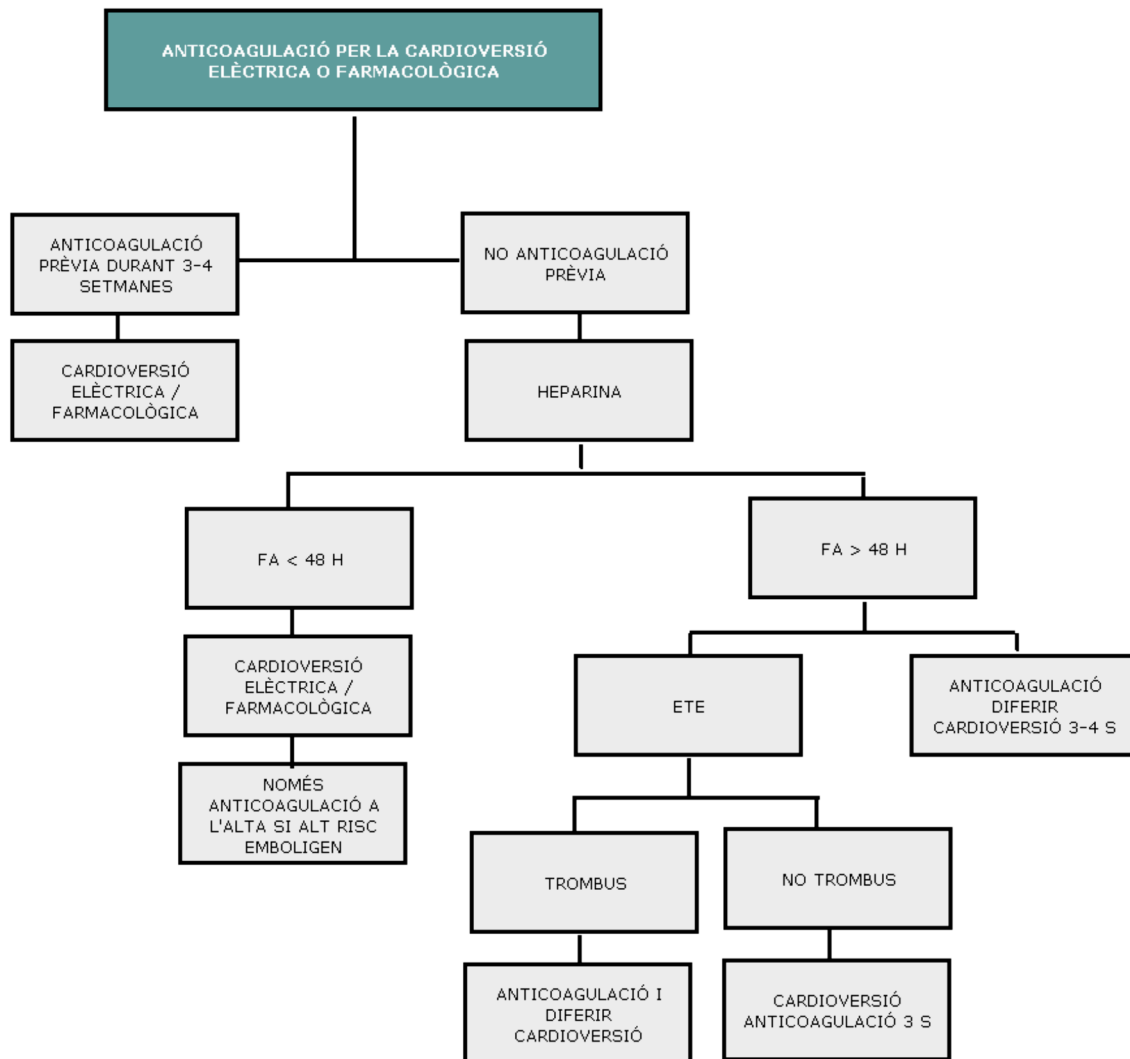 ANTICOAGULACIÓ PER LA CARDIOVERSIÓ
ELÈCTRICA O FARMACOLÒGICA
ANTICOAGULACIÓ
PRÈVIA DURANT 3-4
SETMANES
NO ANTICOAGULACIÓ
PRÈVIA
CARDIOVERSIÓ
ELÈCTRICA /
FARMACOLÒGICA
HEPARINA
FA < 48 H
FA > 48 H
CARDIOVERSIÓ
ELÈCTRICA /
FARMACOLÒGICA
ETE
ANTICOAGULACIÓ
DIFERIR
CARDIOVERSIÓ 3-4 S
NOMÉS
ANTICOAGULACIÓ A
L'ALTA SI ALT RISC
EMBOLIGEN
TROMBUS
NO TROMBUS
ANTICOAGULACIÓ I
DIFERIR
CARDIOVERSIÓ
CARDIOVERSIÓ
ANTICOAGULACIÓ 3 S